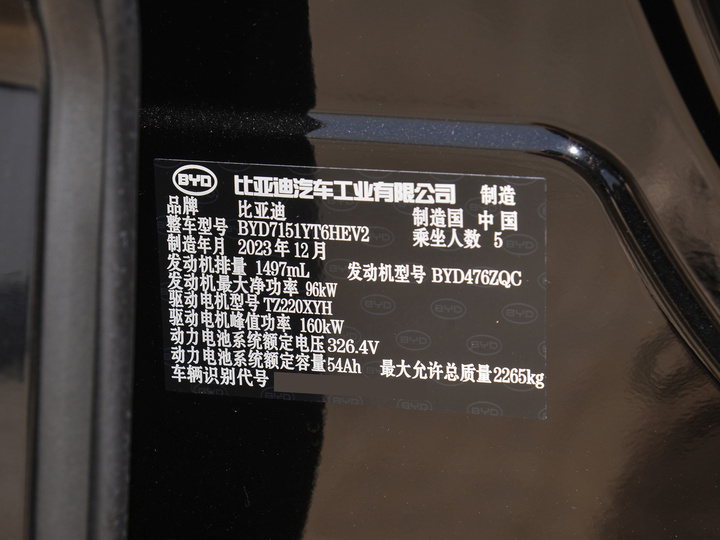 BYD 比亚迪汽车工业有限公司 制造
品牌 比亚迪 制造国 中国
整车型号 BYD7151YT6HEV2 乘坐人数 5
制造年月 2023年12月
发动机排量 1497mL 发动机型号 BYD476ZQC
发动机最大净功率 96kW
驱动电机型号 TZ220XYH
驱动电机峰值功率 160kW
动力电池系统额定电压 326.4V
动力电池系统额定容量 54Ah 最大允许总质量 2265kg
车辆识别代号